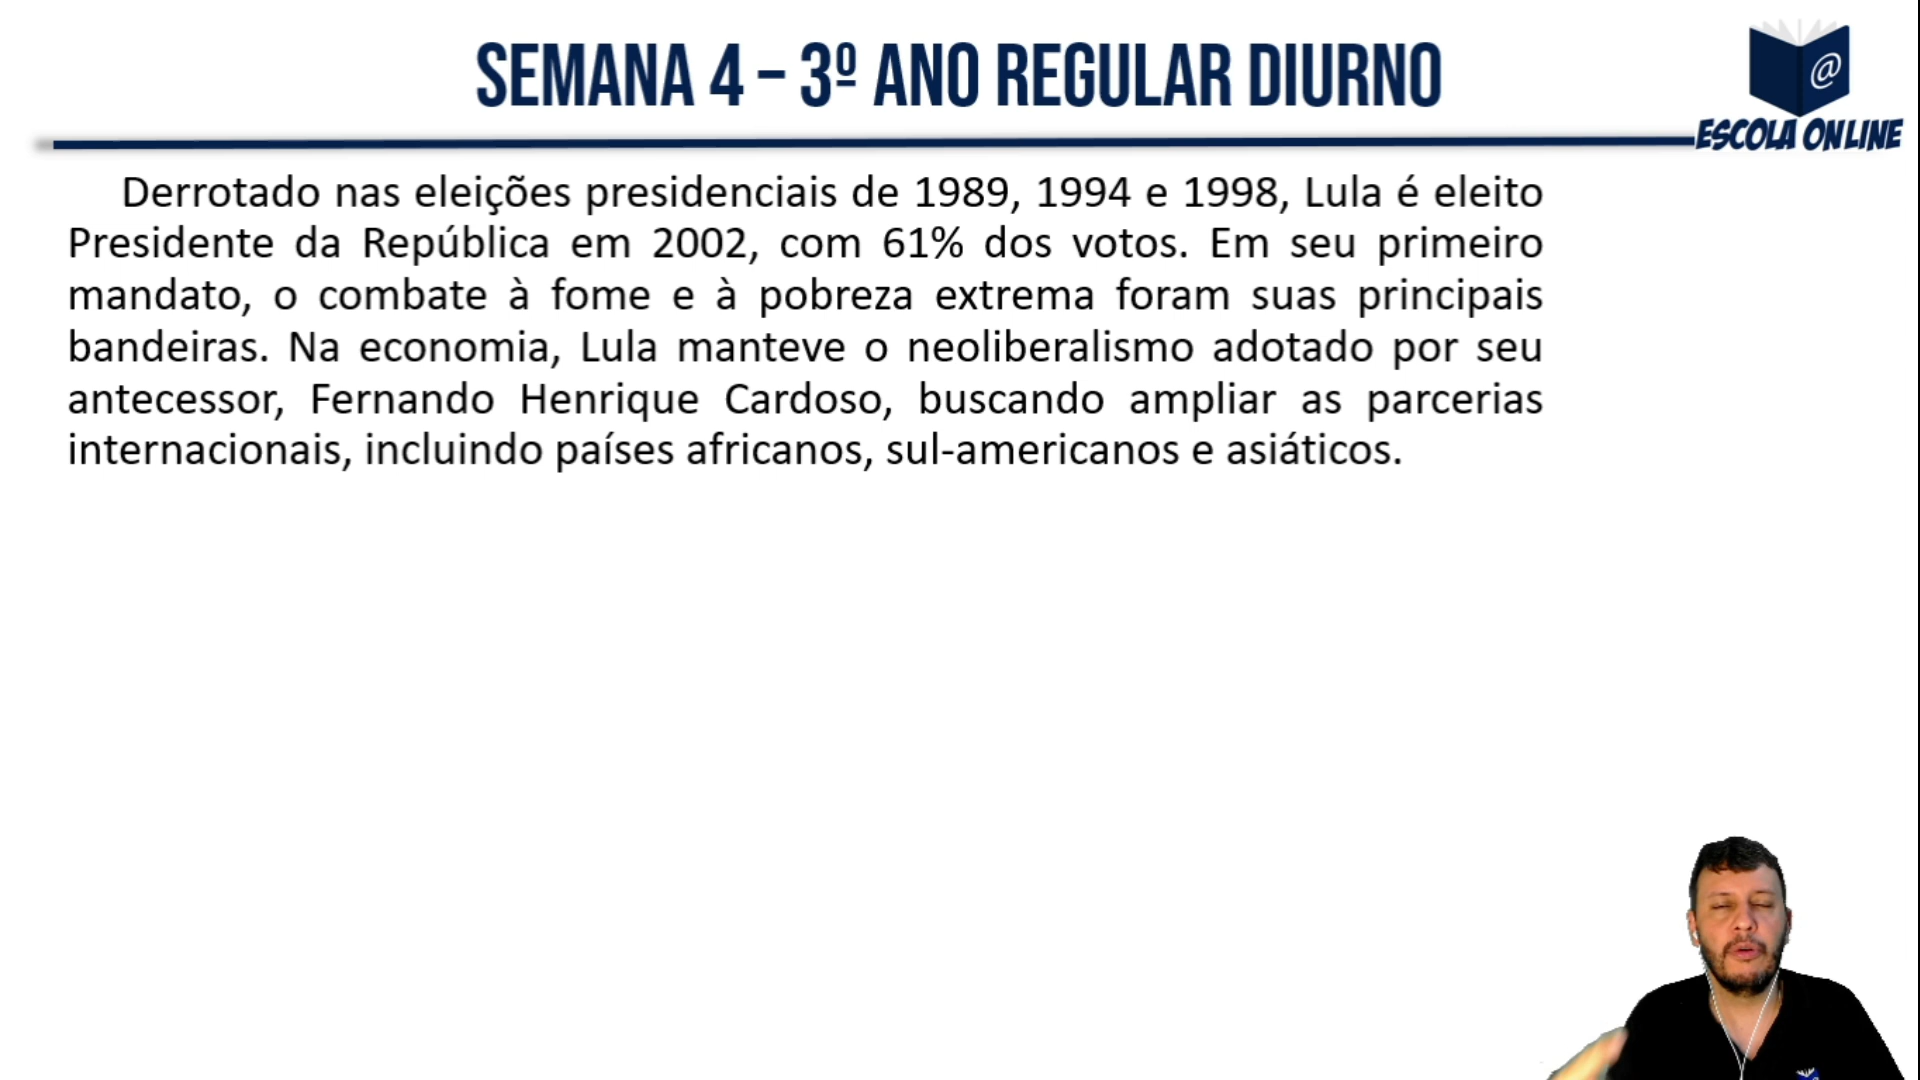 SEMANA 4 – 3º ANO REGULAR DIURNO
@
ESCOLA ONLINE
Derrotado nas eleições presidenciais de 1989, 1994 e 1998, Lula é eleito
Presidente da República em 2002, com 61% dos votos. Em seu primeiro
mandato, o combate à fome e à pobreza extrema foram suas principais
bandeiras. Na economia, Lula manteve o neoliberalismo adotado por seu
antecessor, Fernando Henrique Cardoso, buscando ampliar as parcerias
internacionais, incluindo países africanos, sul-americanos e asiáticos.